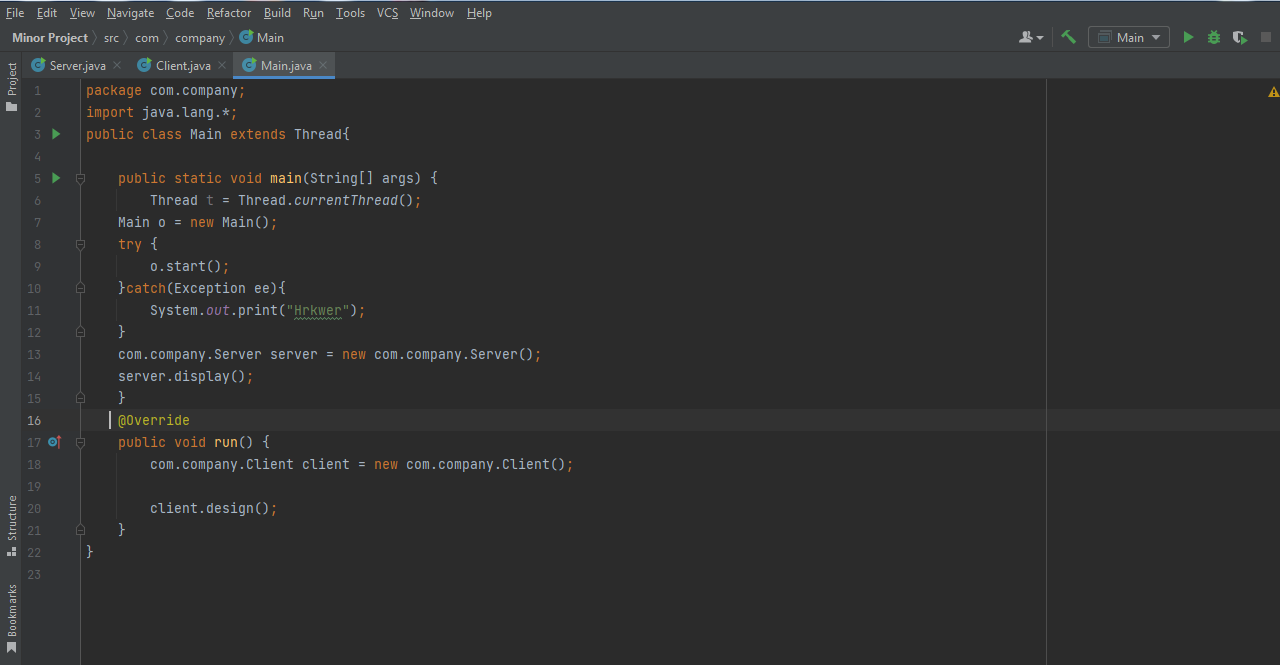 File Edit View Navigate Code Refactor Build Run Tools VCS Window Help
Minor Project src com company Main
Main
Server.java Client.java Main.java
Project
1 package com.company;
2 import java.lang.*;
3 public class Main extends Thread{
4
5 public static void main(String[] args) {
6 Thread t = Thread.currentThread();
7 Main o = new Main();
8 try {
9 o.start();
10 }catch(Exception ee){
11 System.out.print("Hrkwer");
12 }
13 com.company.Server server = new com.company.Server();
14 server.display();
15 }
16 @Override
17 public void run() {
18 com.company.Client client = new com.company.Client();
19
20 client.design();
21 }
22 }
23
Structure
Bookmarks